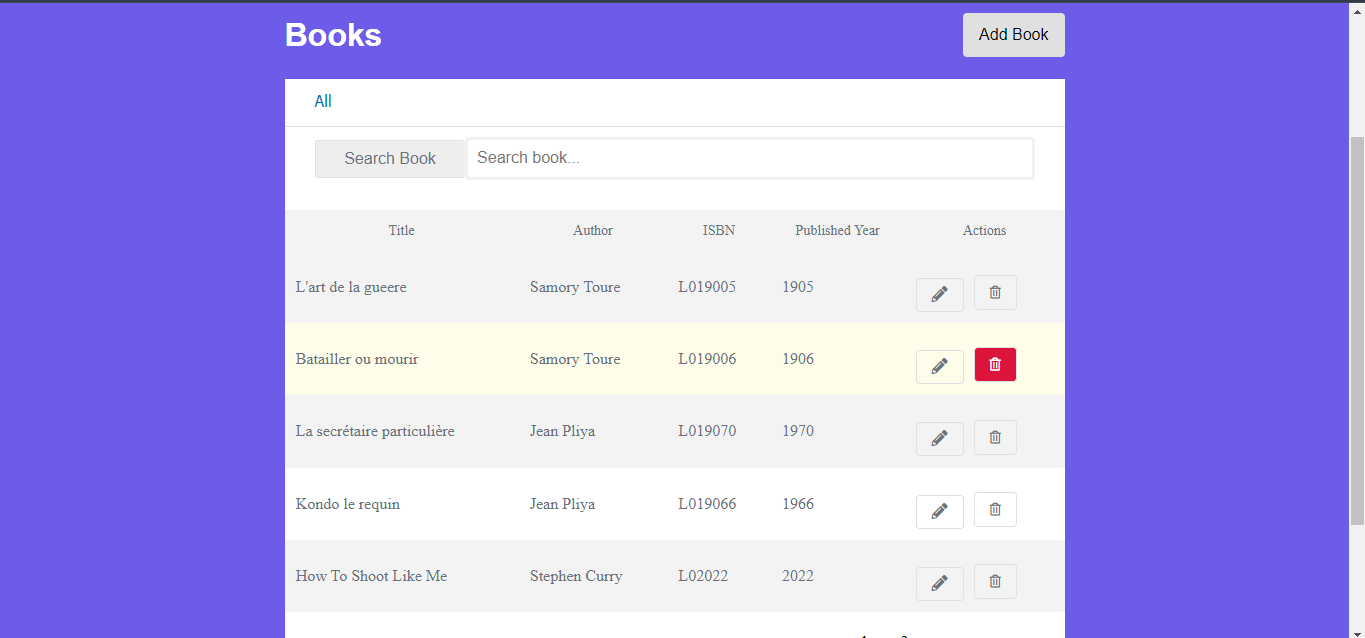 Books
Add Book
All
Search Book Search book...
Title Author ISBN Published Year Actions
L'art de la gueere Samory Toure L019005 1905
Batailler ou mourir Samory Toure L019006 1906
La secrétaire particulière Jean Pliya L019070 1970
Kondo le requin Jean Pliya L019066 1966
How To Shoot Like Me Stephen Curry L02022 2022